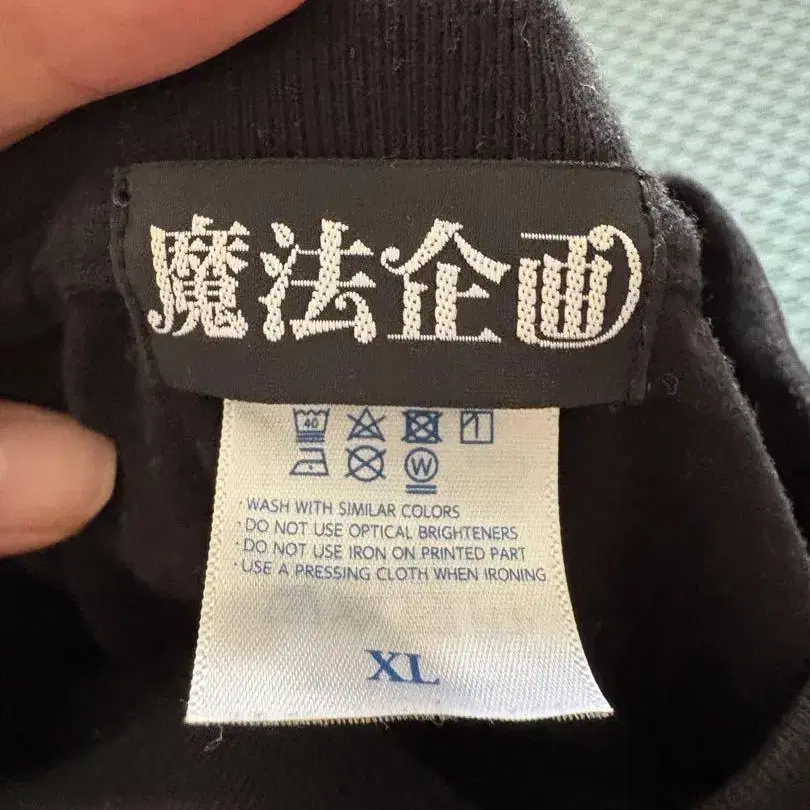 魔法企画
40
W
·WASH WITH SIMILAR COLORS
·DO NOT USE OPTICAL BRIGHTENERS
·DO NOT USE IRON ON PRINTED PART
·USE A PRESSING CLOTH WHEN IRONING
XL